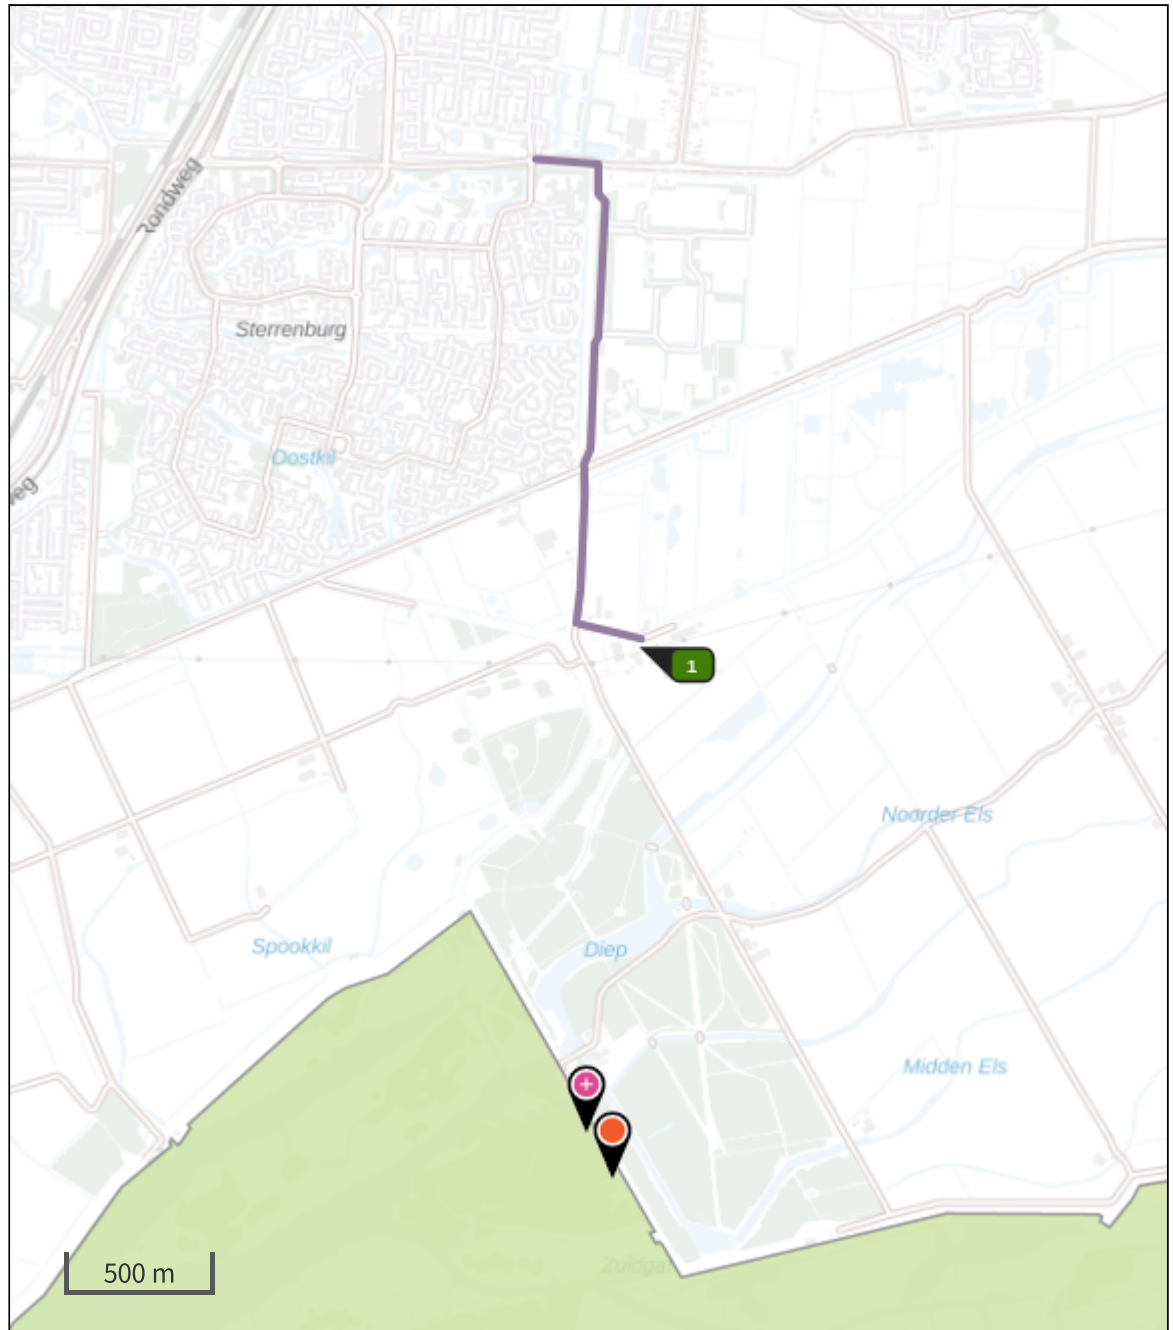 Rondweg
Sterrenburg
Oostkil
weg
1
Noorder Els
Spookkil
Diep
Midden Els
Zuidgat
500 m